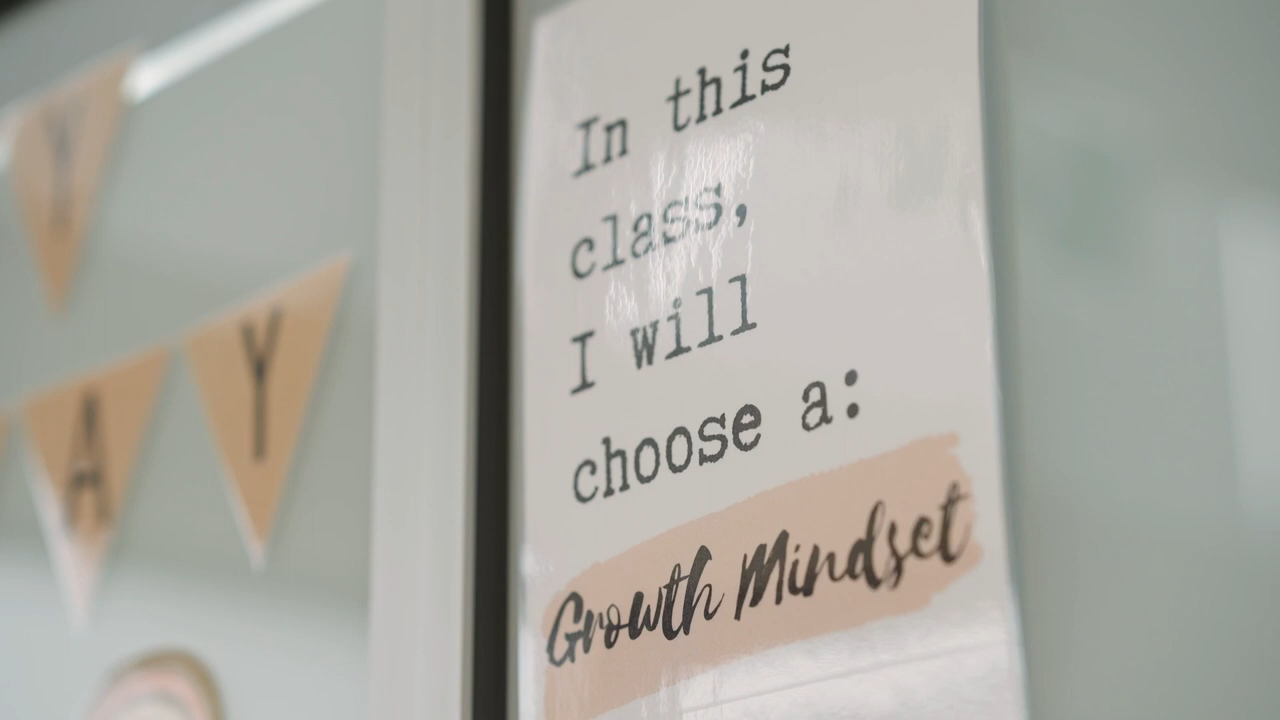 Y
A Y
In this
class,
I will
choose a:
Growth Mindset